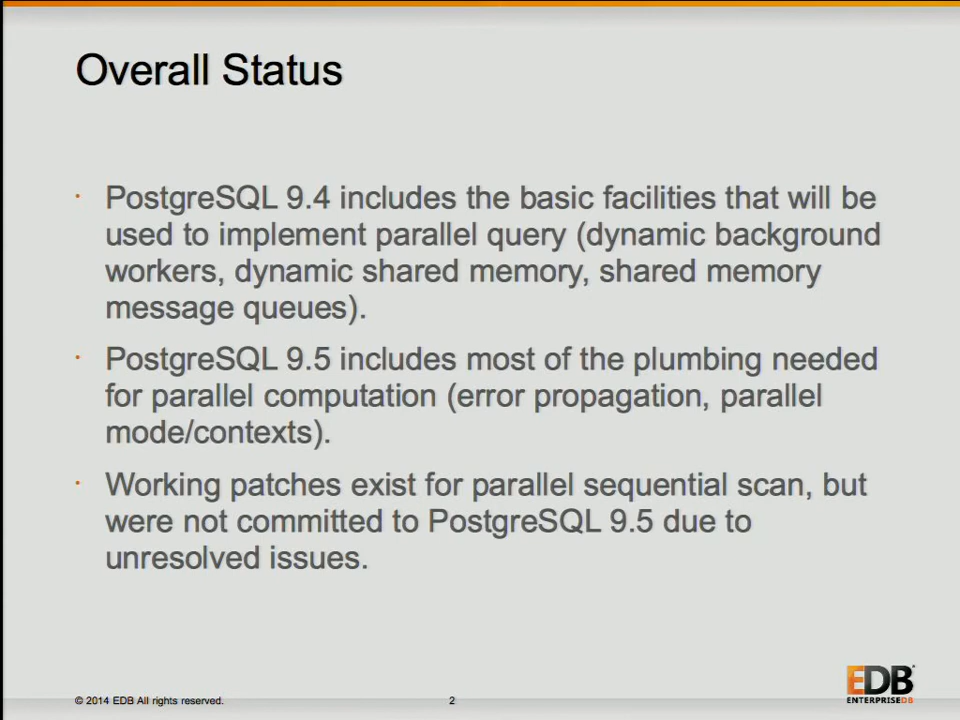 Overall Status
· PostgreSQL 9.4 includes the basic facilities that will be
used to implement parallel query (dynamic background
workers, dynamic shared memory, shared memory
message queues).
· PostgreSQL 9.5 includes most of the plumbing needed
for parallel computation (error propagation, parallel
mode/contexts).
· Working patches exist for parallel sequential scan, but
were not committed to PostgreSQL 9.5 due to
unresolved issues.
© 2014 EDB All rights reserved.
2
EDB
ENTERPRISEDB